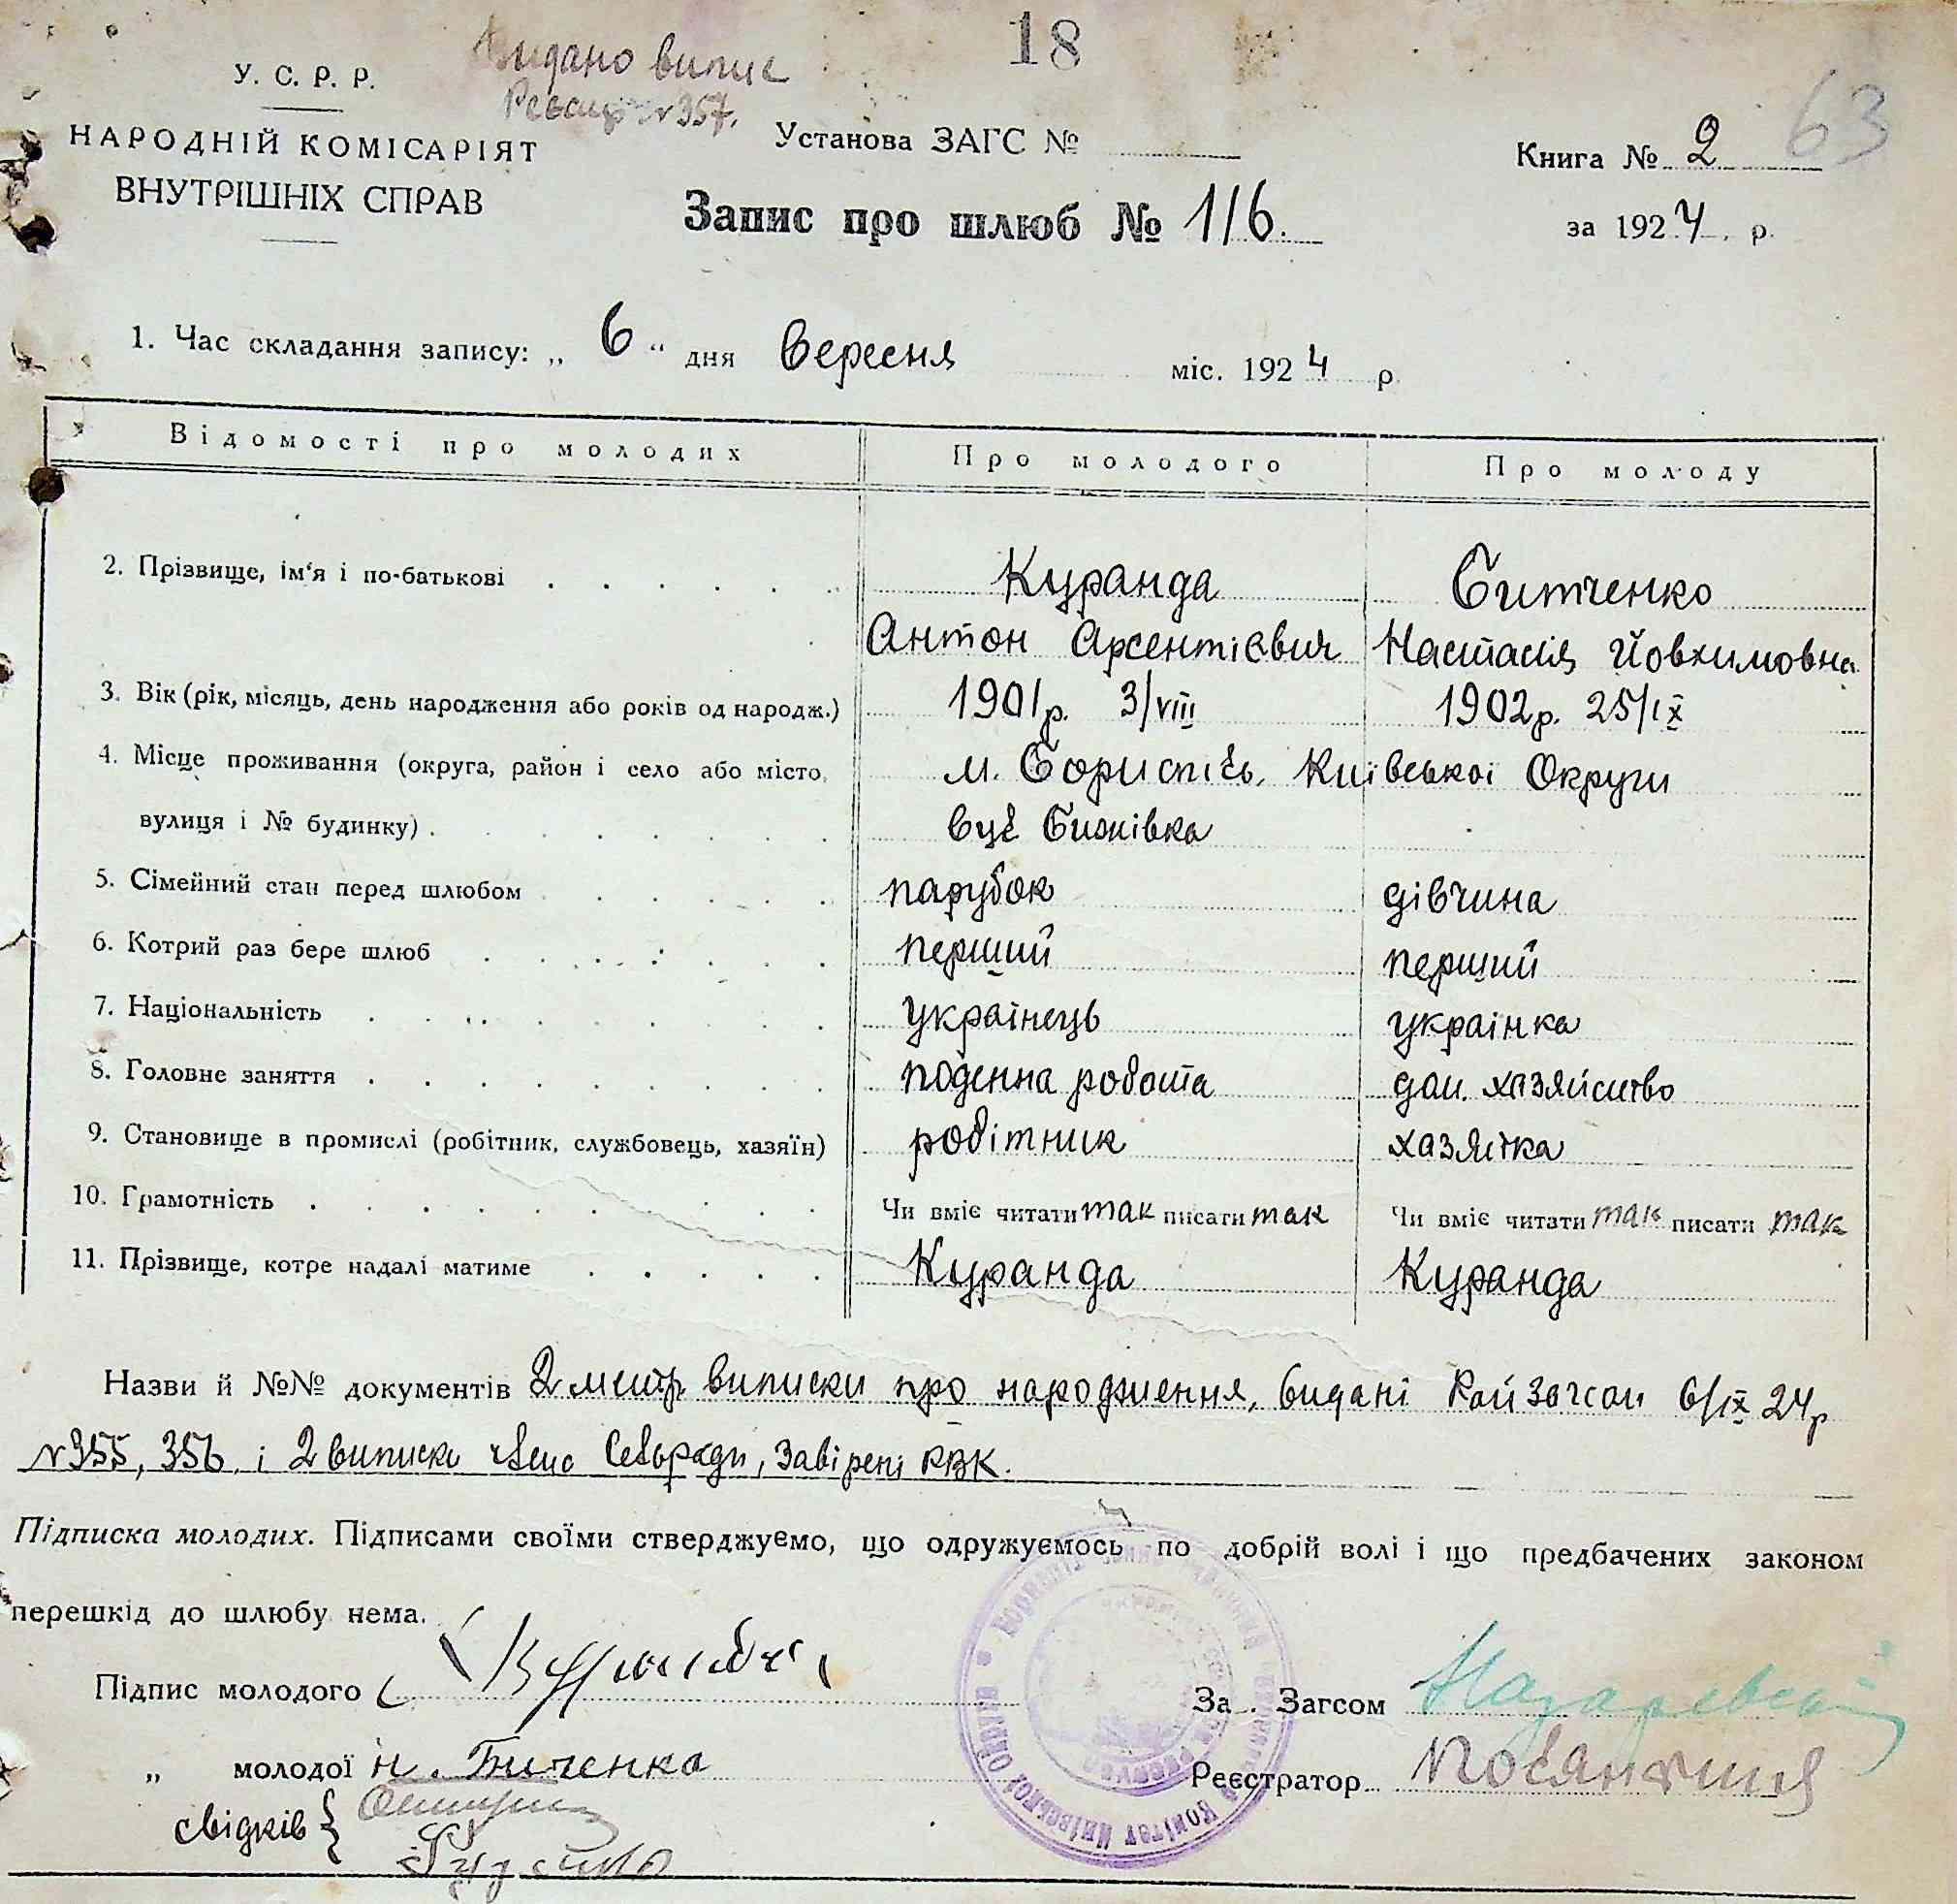 18
63
Видано випис
№ 357.
У. С. Р. Р.
НАРОДНІЙ КОМІСАРІЯТ
ВНУТРІШНІХ СПРАВ
Установа ЗАГС №
Книга № 2
Запис про шлюб № 116.
за 1924 р.
1. Час складання запису: „ 6 “ дня Вересня міс. 1924 р
Відомості про молодих Про молодого Про молоду
2. Прізвище, ім'я і по-батькові Куранда Битченко
Антон Арсентієвич Настасія Йовхимовна
3. Вік (рік, місяць, день народження або років од народж.) 1901р. 3/VIII 1902р. 25/IX
4. Місце проживання (округа, район і село або місто, м. Бориспіль, Київської Округи
вулиця і № будинку) вул
5. Сімейний стан перед шлюбом парубок дівчина
6. Котрий раз бере шлюб перший перший
7. Національність українець українка
8. Головне заняття поденна робота дом. хазяйство
9. Становище в промислі (робітник, службовець, хазяїн) робітник хазяйка
10. Грамотність Чи вміє читати так писати так Чи вміє читати так писати так
11. Прізвище, котре надалі матиме Куранда Куранда
Назви й №№ документів 2 метр. виписки про народження, видані Райзагсом 6/IX 24р
№ 355, 356, і 2 виписки Сельради, завірені РВК.
Підписка молодих. Підписами своїми стверджуємо, що одружуємось по добрій волі і що предбачених законом
перешкід до шлюбу нема.
Підпис молодого
За Загсом Назаревский
„ молодої Н. Биченко
Реєстратор
свідків